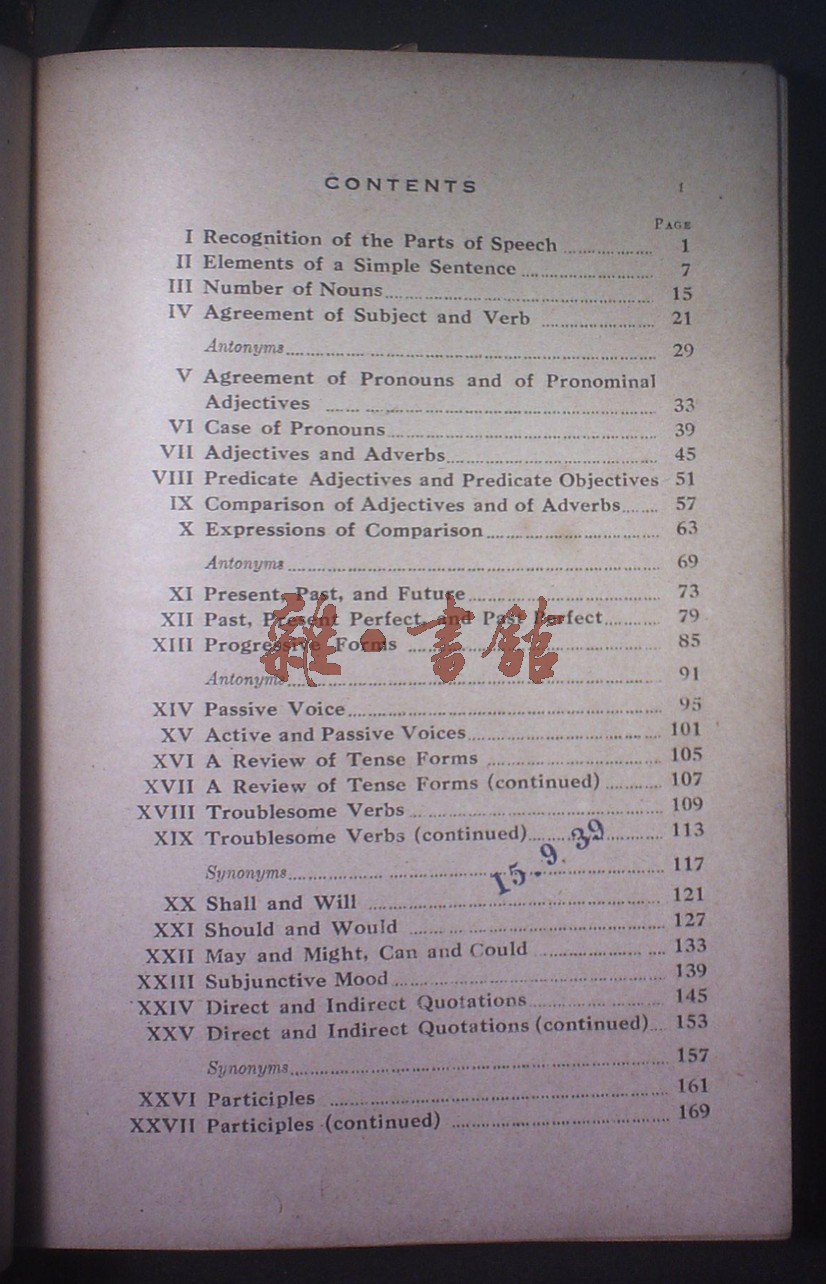 CONTENTS
PAGE
I Recognition of the Parts of Speech 1
II Elements of a Simple Sentence 7
III Number of Nouns 15
IV Agreement of Subject and Verb 21
Antonyms 29
V Agreement of Pronouns and of Pronominal
Adjectives 33
VI Case of Pronouns 39
VII Adjectives and Adverbs 45
VIII Predicate Adjectives and Predicate Objectives 51
IX Comparison of Adjectives and of Adverbs 57
X Expressions of Comparison 63
Antonyms 69
XI Present, Past, and Future 73
XII Past, Present Perfect, and Past Perfect 79
XIII Progressive Forms 85
雜·書館
Antonyms 91
XIV Passive Voice 95
XV Active and Passive Voices 101
XVI A Review of Tense Forms 105
XVII A Review of Tense Forms (continued) 107
XVIII Troublesome Verbs 109
XIX Troublesome Verbs (continued) 113
15.9.39
Synonyms 117
XX Shall and Will 121
XXI Should and Would 127
XXII May and Might, Can and Could 133
XXIII Subjunctive Mood 139
XXIV Direct and Indirect Quotations 145
XXV Direct and Indirect Quotations (continued) 153
Synonyms 157
XXVI Participles 161
XXVII Participles (continued) 169